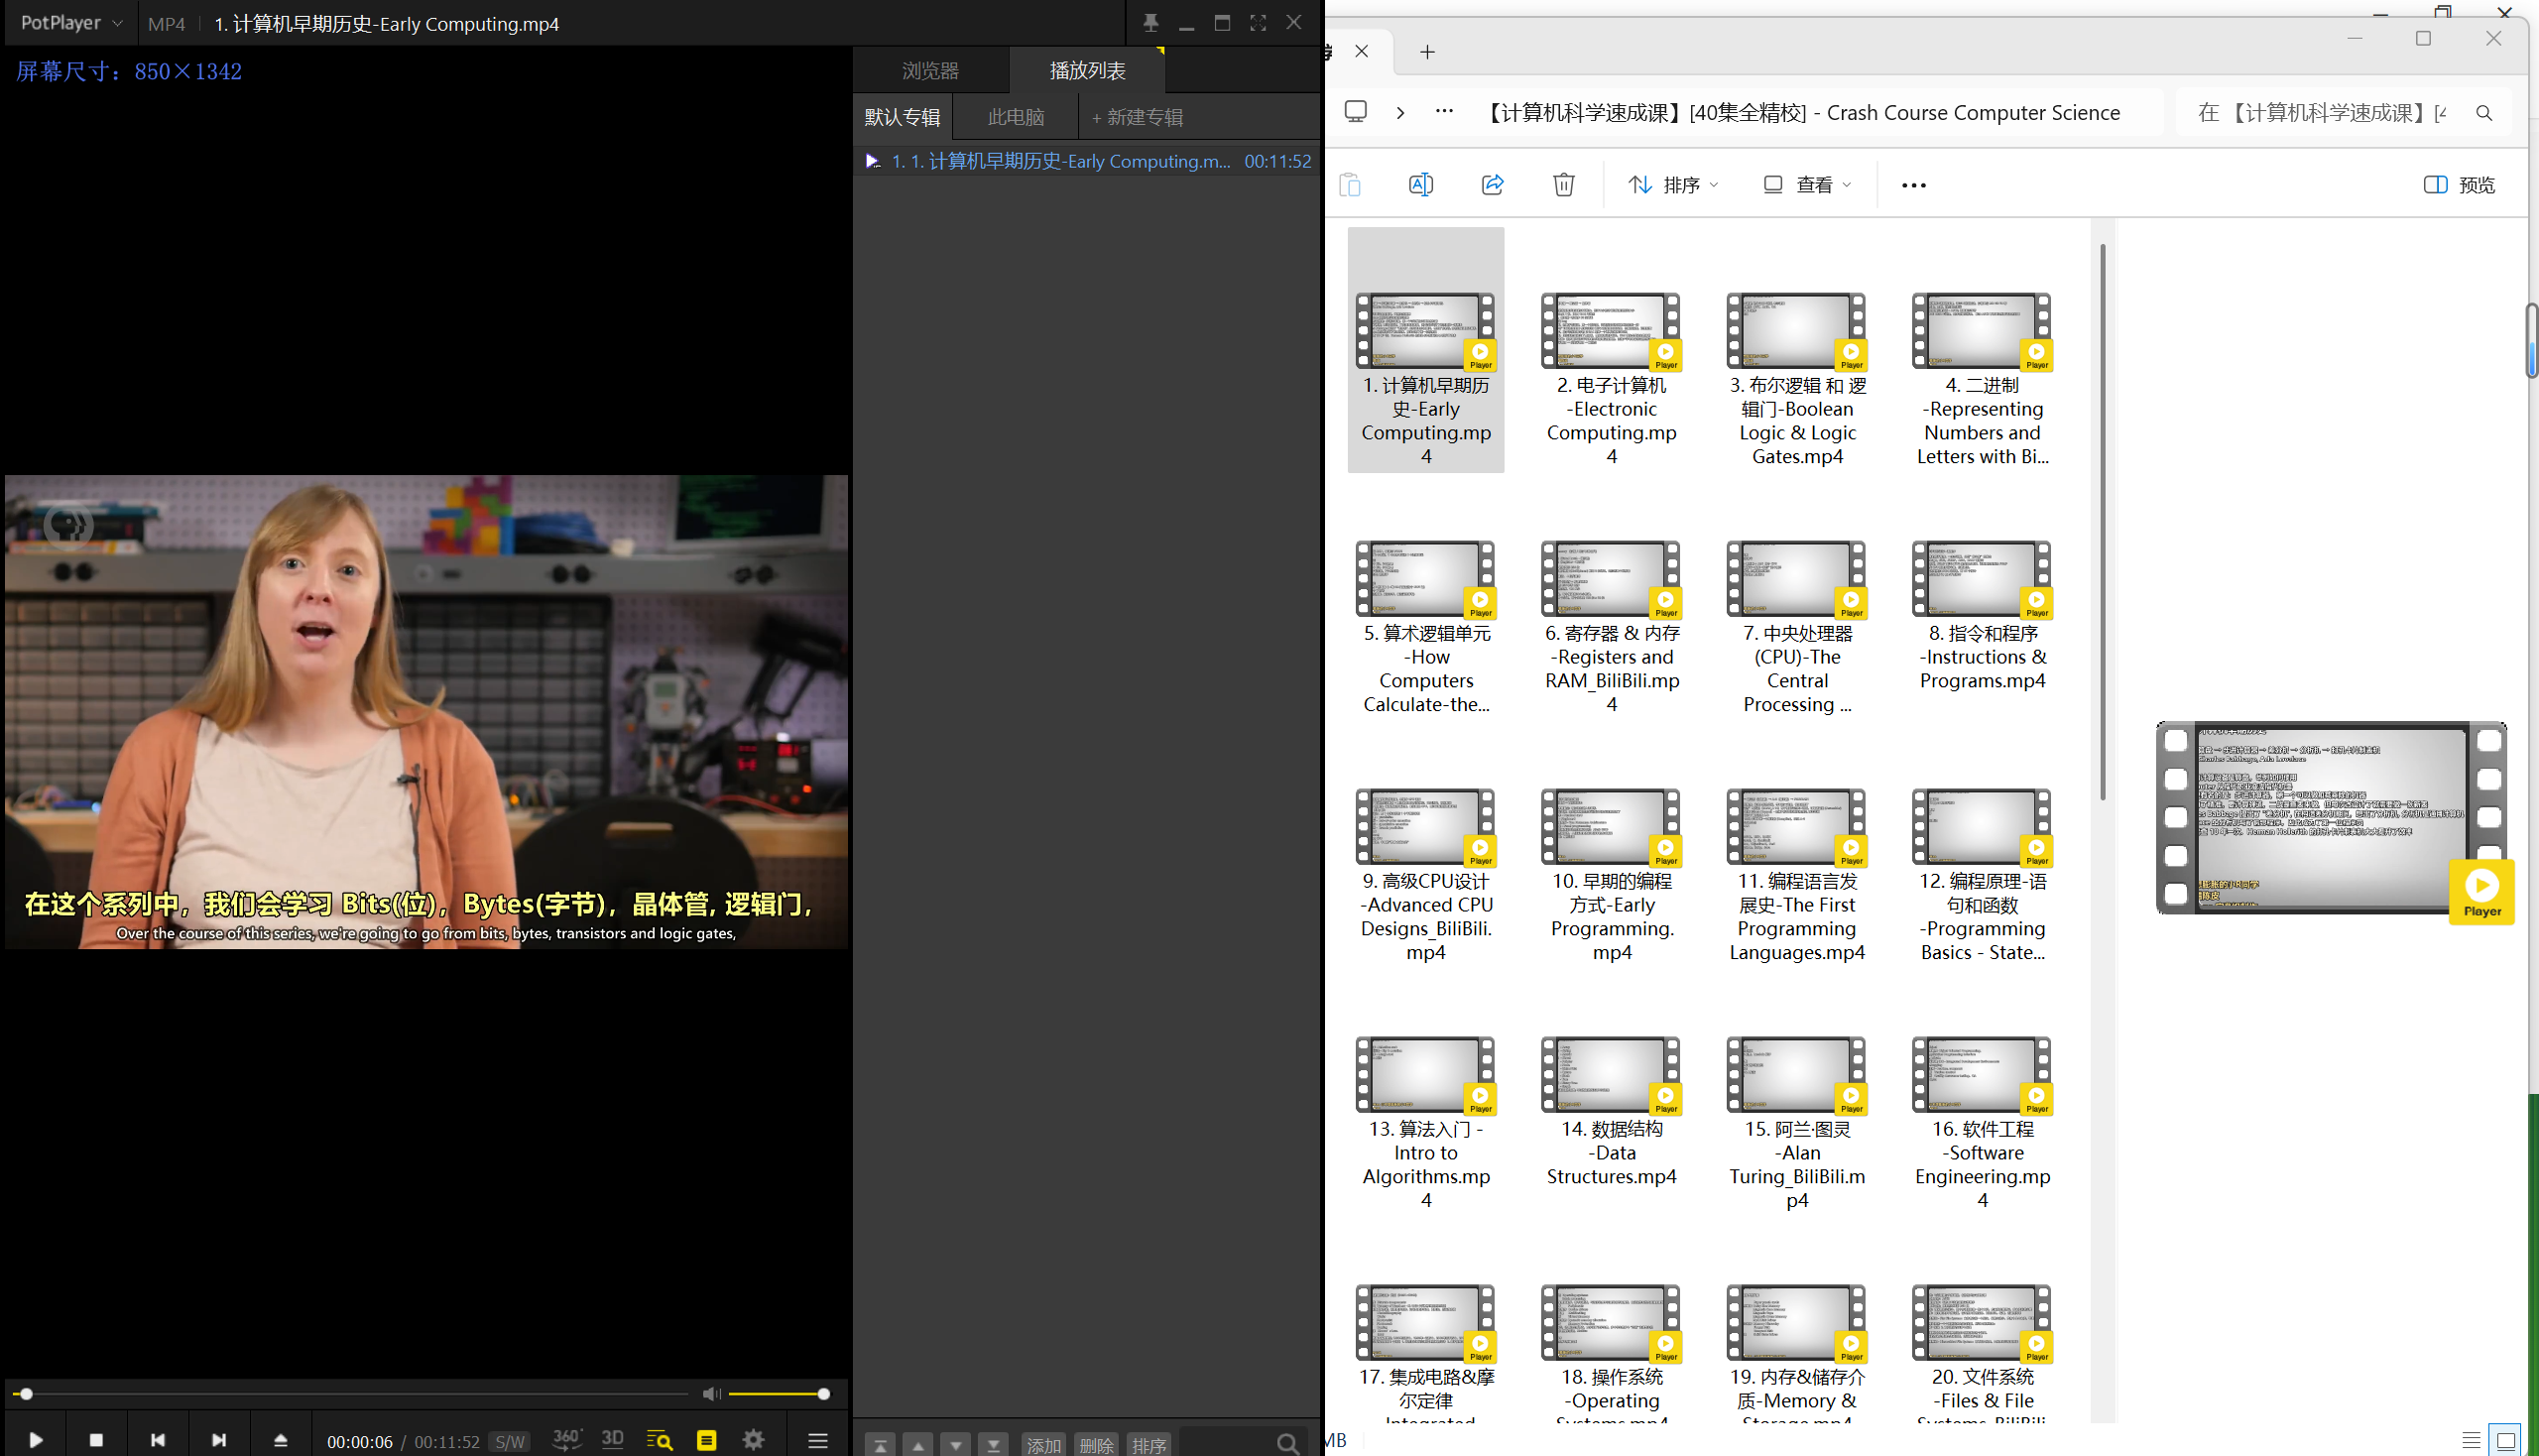 PotPlayer
MP4
1. 计算机早期历史-Early Computing.mp4
屏幕尺寸：850×1342
浏览器
播放列表
默认专辑
此电脑
+ 新建专辑
1. 1. 计算机早期历史-Early Computing.m...
00:11:52
在这个系列中，我们会学习 Bits(位)，Bytes(字节)，晶体管, 逻辑门，
Over the course of this series, we're going to go from bits, bytes, transistors and logic gates,
00:00:06 / 00:11:52
S/W
360°
3D
添加
删除
排序
【计算机科学速成课】[40集全精校] - Crash Course Computer Science
在 【计算机科学速成课】[4
排序
查看
预览
1. 计算机早期历
史-Early
Computing.mp
4
2. 电子计算机
-Electronic
Computing.mp
4
3. 布尔逻辑 和 逻
辑门-Boolean
Logic & Logic
Gates.mp4
4. 二进制
-Representing
Numbers and
Letters with Bi...
5. 算术逻辑单元
-How
Computers
Calculate-the...
6. 寄存器 & 内存
-Registers and
RAM_BiliBili.mp
4
7. 中央处理器
(CPU)-The
Central
Processing ...
8. 指令和程序
-Instructions &
Programs.mp4
9. 高级CPU设计
-Advanced CPU
Designs_BiliBili.
mp4
10. 早期的编程
方式-Early
Programming.
mp4
11. 编程语言发
展史-The First
Programming
Languages.mp4
12. 编程原理-语
句和函数
-Programming
Basics - State...
13. 算法入门 -
Intro to
Algorithms.mp
4
14. 数据结构
-Data
Structures.mp4
15. 阿兰·图灵
-Alan
Turing_BiliBili.m
p4
16. 软件工程
-Software
Engineering.mp
4
17. 集成电路&摩
尔定律
Integrated
18. 操作系统
-Operating
Systems.mp4
19. 内存&储存介
质-Memory &
Storage.mp4
20. 文件系统
-Files & File
Systems_BiliBili
Player
MB